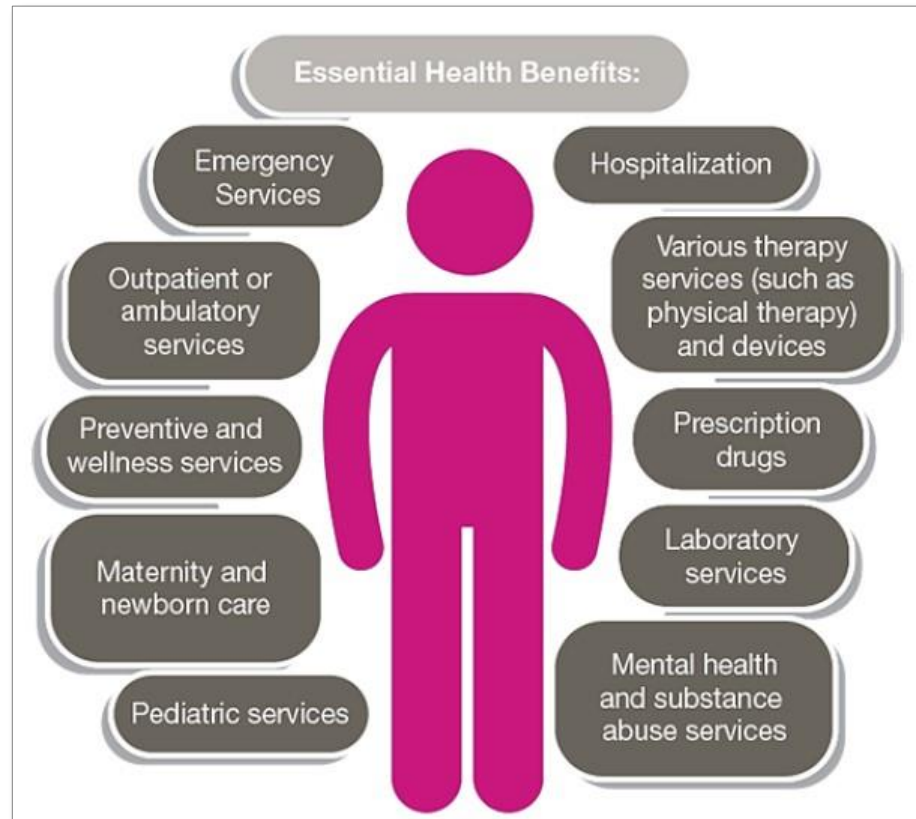 Essential Health Benefits:
Emergency
Services
Outpatient or
ambulatory
services
Preventive and
wellness services
Maternity and
newborn care
Pediatric services
Hospitalization
Various therapy
services (such as
physical therapy)
and devices
Prescription
drugs
Laboratory
services
Mental health
and substance
abuse services